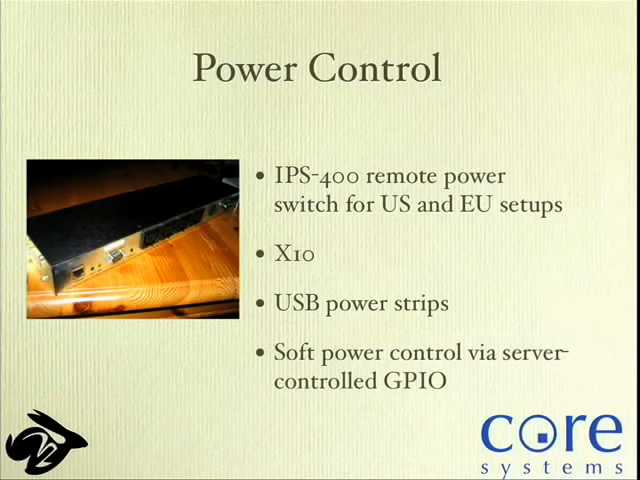 Power Control
• IPS-400 remote power
switch for US and EU setups
• X10
• USB power strips
• Soft power control via server-
controlled GPIO
core
systems